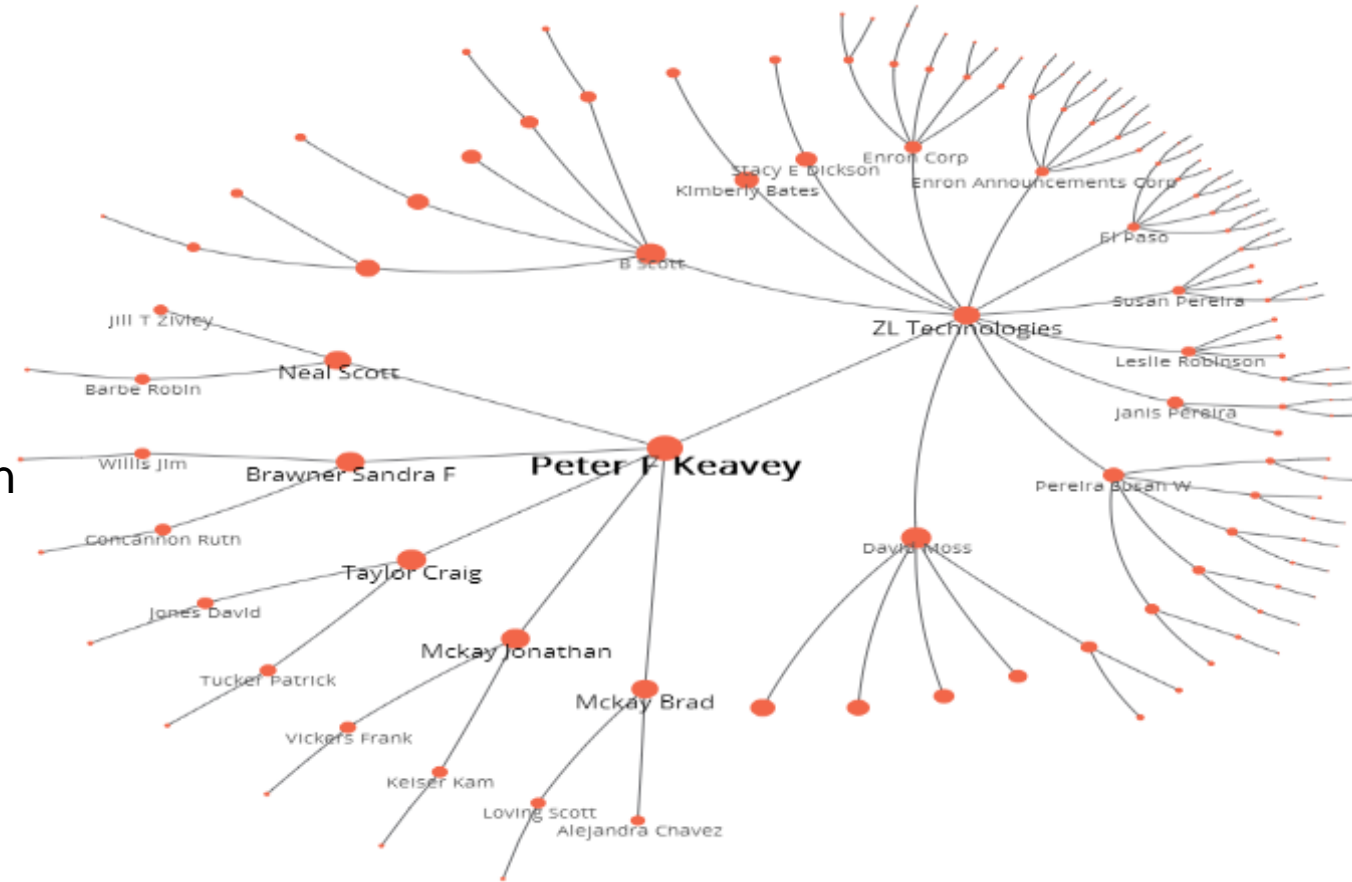 Enron Corp
Stacy E Dickson
Enron Announcements Corp
Kimberly Bates
El Paso
B Scott
Susan Pereira
Jill T Zivley
ZL Technologies
Leslie Robinson
Neal Scott
Barbe Robin
Janis Pereira
Willis Jim
Peter F Keavey
Brawner Sandra F
n
Pereira Susan W
Concannon Ruth
David Moss
Taylor Craig
Jones David
Mckay Jonathan
Tucker Patrick
Mckay Brad
Vickers Frank
Keiser Kam
Loving Scott
Alejandra Chavez